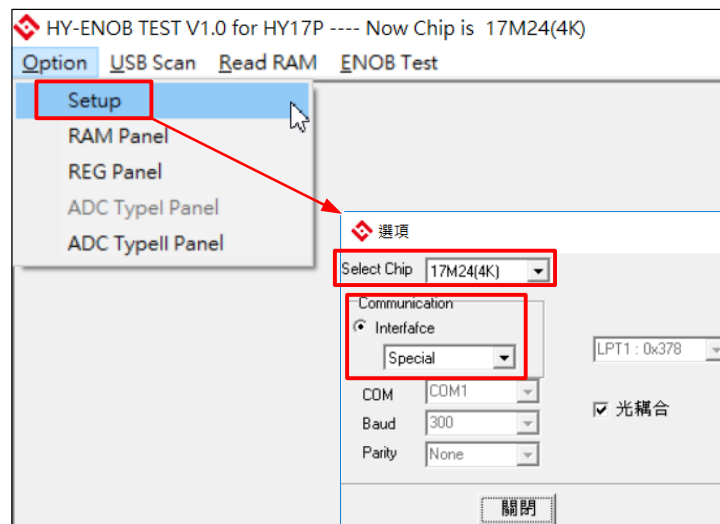 HY-ENOB TEST V1.0 for HY17P ---- Now Chip is 17M24(4K)
Option USB Scan Read RAM ENOB Test
Setup
RAM Panel
REG Panel
ADC TypeI Panel
ADC TypeII Panel
選項
Select Chip 17M24(4K)
Communication
Interfafce
Special
LPT1 : 0x378
COM COM1
Baud 300
光耦合
Parity None
關閉